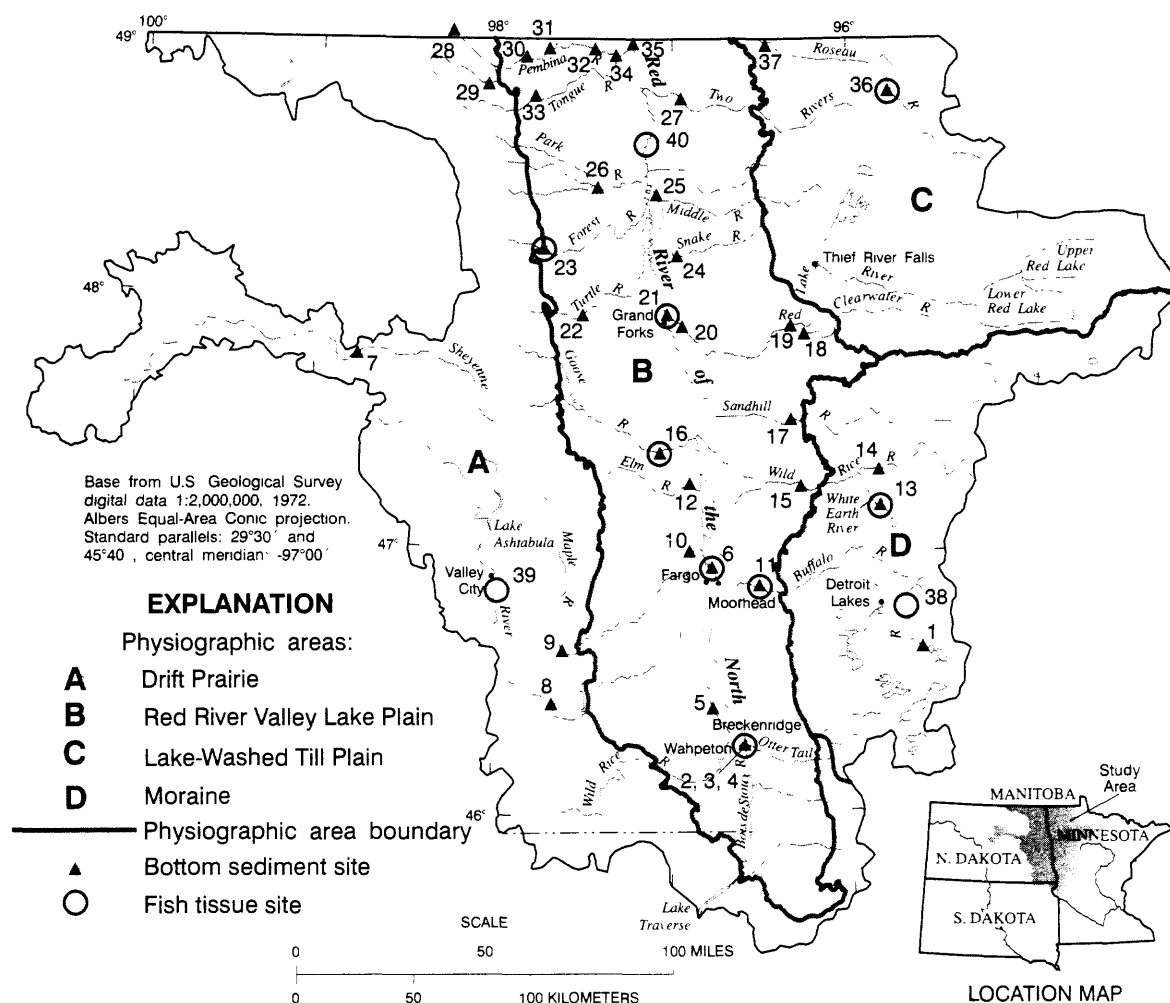 100°
98°
96°
49°
28
30
31
32
34
35
37
Pembina
R
Red
Roseau
29
33
Tongue
R
27
Two
Rivers
36
R
Park
R
40
26
25
Middle
R
C
Forest
R
Snake
R
23
24
River
Thief River Falls
Lake
River
Clearwater
R
Upper
Red Lake
Lower
Red Lake
48°
Turtle
R
21
Grand
Forks
22
20
Red
19
18
7
Sheyenne
Goose
B
of
Sandhill
R
17
A
R
16
Elm
R
12
the
Wild
Rice
R
14
15
White
Earth
River
13
Base from U.S. Geological Survey
digital data 1:2,000,000, 1972.
Albers Equal-Area Conic projection.
Standard parallels: 29°30′ and
45°40 , central meridian -97°00′
Lake
Ashtabula
Maple
R
47°
10
6
Fargo
11
Moorhead
Buffalo
R
D
Valley
City
39
River
Detroit
Lakes
38
R
1
9
8
5
North
Breckenridge
Wahpeton
Otter Tail
R
2, 3, 4
Wild
Rice
R
Bois de Sioux
46°
Lake
Traverse
EXPLANATION
Physiographic areas:
A Drift Prairie
B Red River Valley Lake Plain
C Lake-Washed Till Plain
D Moraine
Physiographic area boundary
Bottom sediment site
Fish tissue site
SCALE
0 50 100 MILES
0 50 100 KILOMETERS
Study
Area
MANITOBA
MINNESOTA
N. DAKOTA
S. DAKOTA
LOCATION MAP